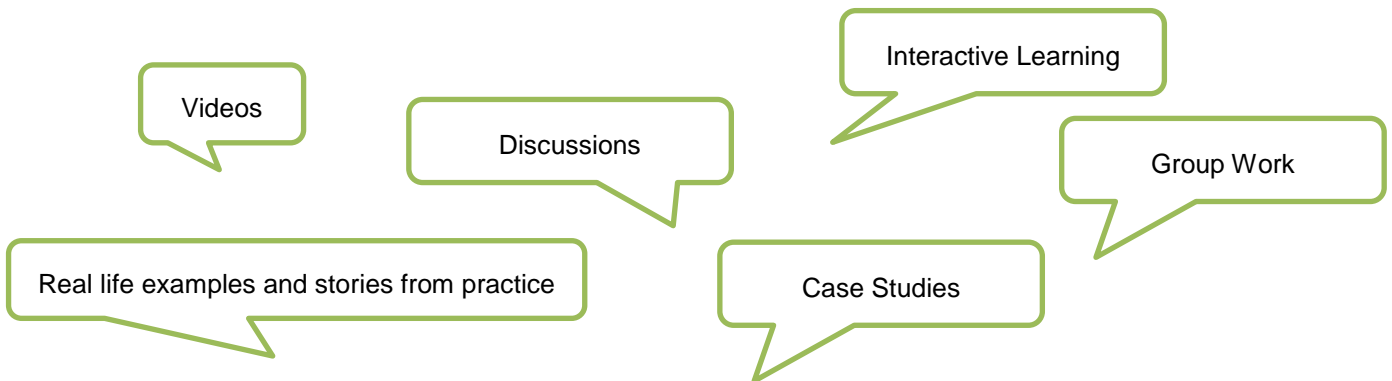 Interactive Learning
Videos
Discussions
Group Work
Real life examples and stories from practice
Case Studies